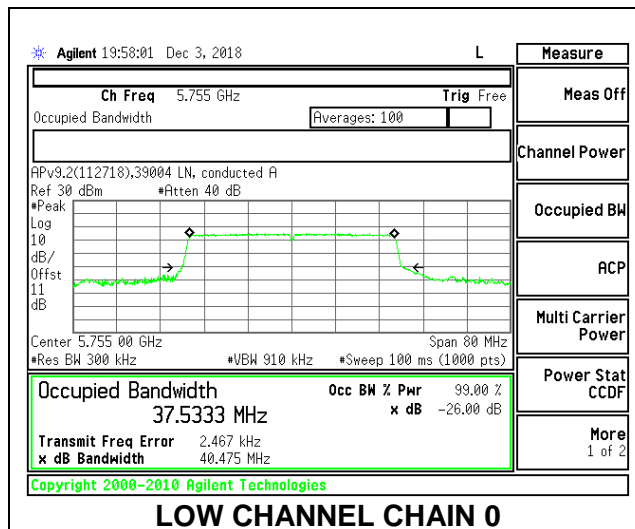 Agilent 19:58:01 Dec 3, 2018 L
Measure
Ch Freq 5.755 GHz Trig Free
Meas Off
Occupied Bandwidth Averages: 100
Channel Power
APv9.2(112718),39004 LN, conducted A
Ref 30 dBm #Atten 40 dB
#Peak
Log
10
dB/
Offst
11
dB
Occupied BW
ACP
Multi Carrier
Power
Center 5.755 00 GHz Span 80 MHz
#Res BW 300 kHz #VBW 910 kHz #Sweep 100 ms (1000 pts)
Power Stat
CCDF
Occupied Bandwidth Occ BW % Pwr 99.00 %
37.5333 MHz x dB -26.00 dB
Transmit Freq Error 2.467 kHz
x dB Bandwidth 40.475 MHz
More
1 of 2
Copyright 2000-2010 Agilent Technologies
LOW CHANNEL CHAIN 0